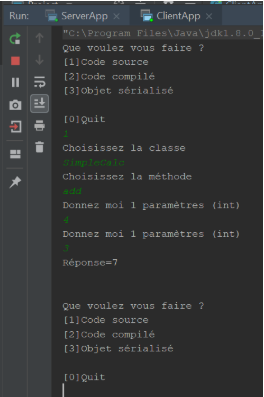 Run: ServerApp × ClientApp ×
"C:\Program Files\Java\jdk1.8.0_
Que voulez vous faire ?
[1]Code source
[2]Code compilé
[3]Objet sérialisé
[0]Quit
1
Choisissez la classe
SimpleCalc
Choisissez la méthode
add
Donnez moi 1 paramètres (int)
4
Donnez moi 1 paramètres (int)
3
Réponse=7
Que voulez vous faire ?
[1]Code source
[2]Code compilé
[3]Objet sérialisé
[0]Quit